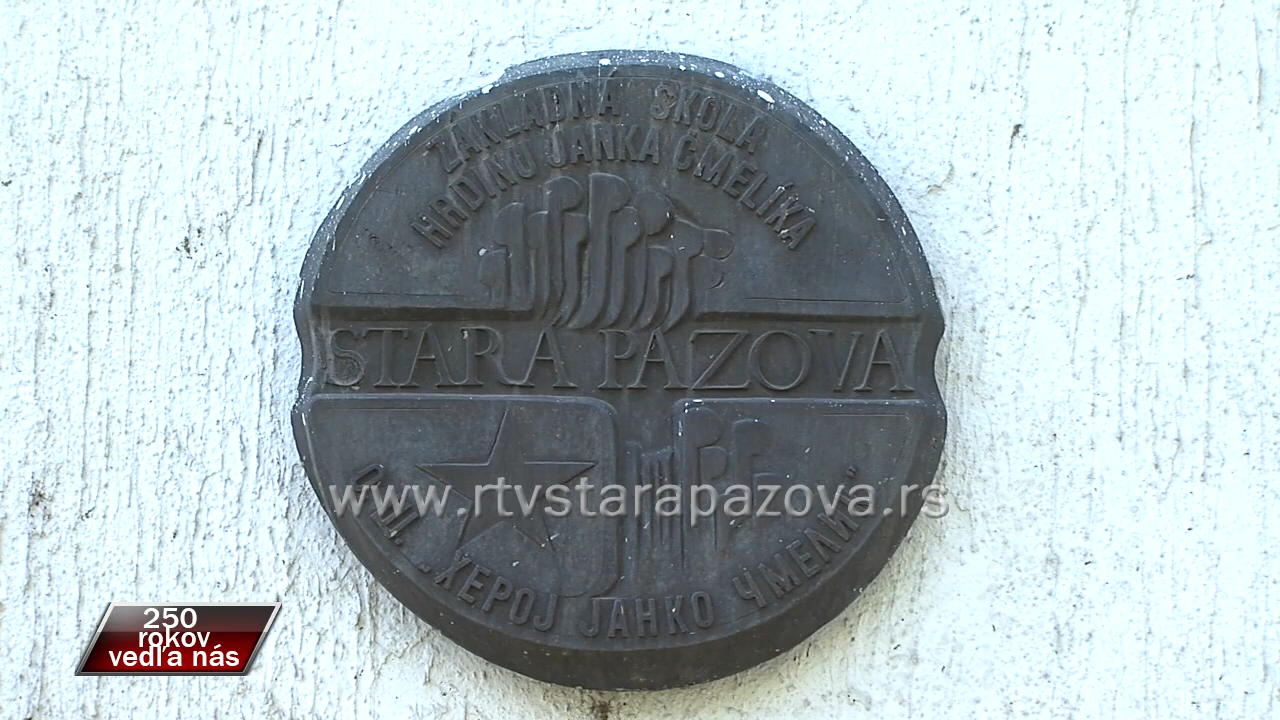 ZÁKLADNÁ ŠKOLA
HRDINU JANKA ČMELÍKA
STARA PAZOVA
www.rtvstarapazova.rs
О.Ш. „ХЕРОЈ ЈАНКО ЧМЕЛИК"
250
rokov
vedľa nás